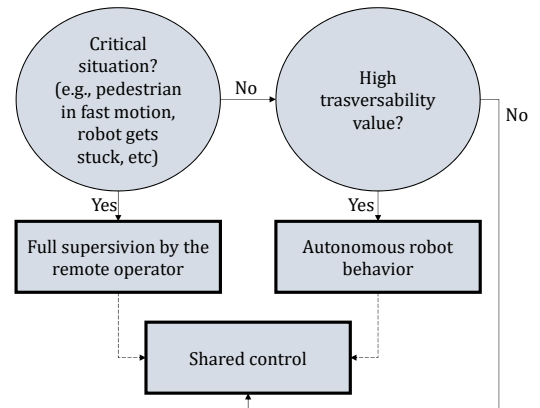 Critical
situation?
(e.g., pedestrian
in fast motion,
robot gets
stuck, etc)
No
High
trasversability
value?
No
Yes
Yes
Full supersivion by the
remote operator
Autonomous robot
behavior
Shared control